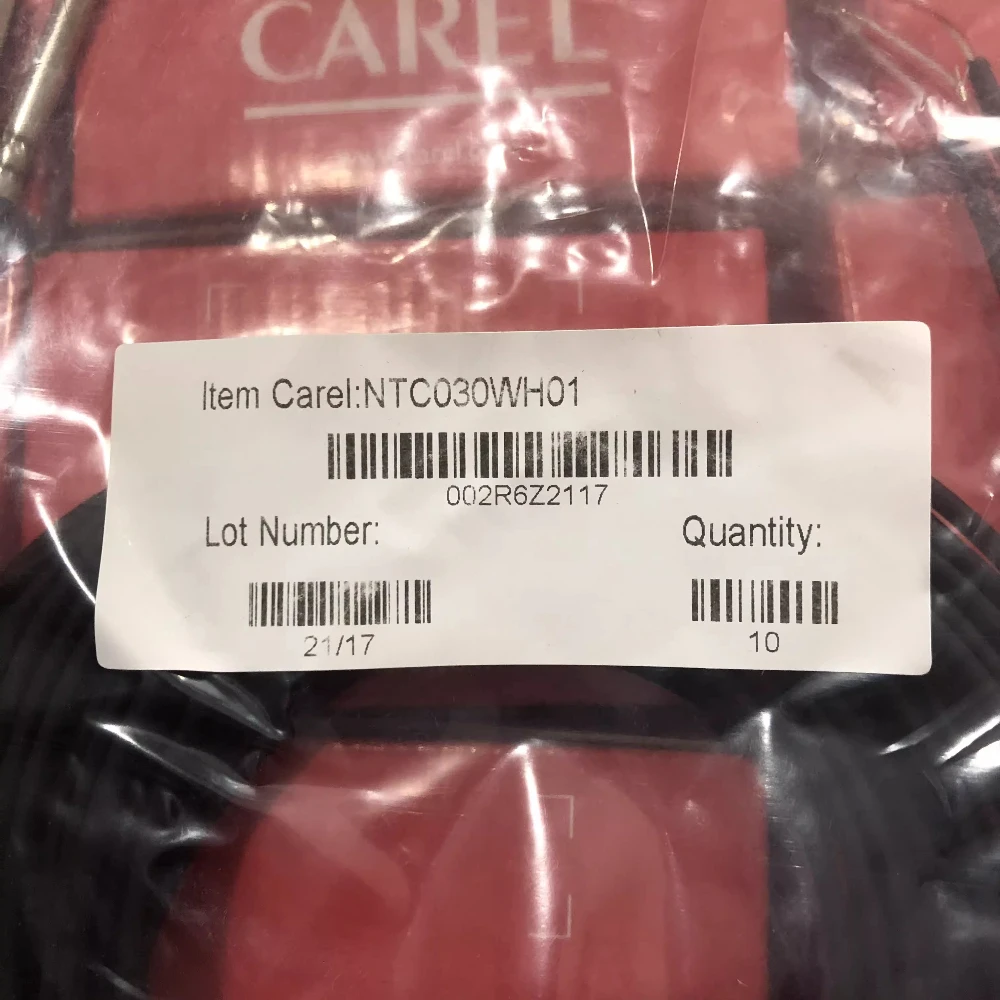 CAREL
Item Carel:NTC030WH01
002R6Z2117
Lot Number:
Quantity:
21/17
10